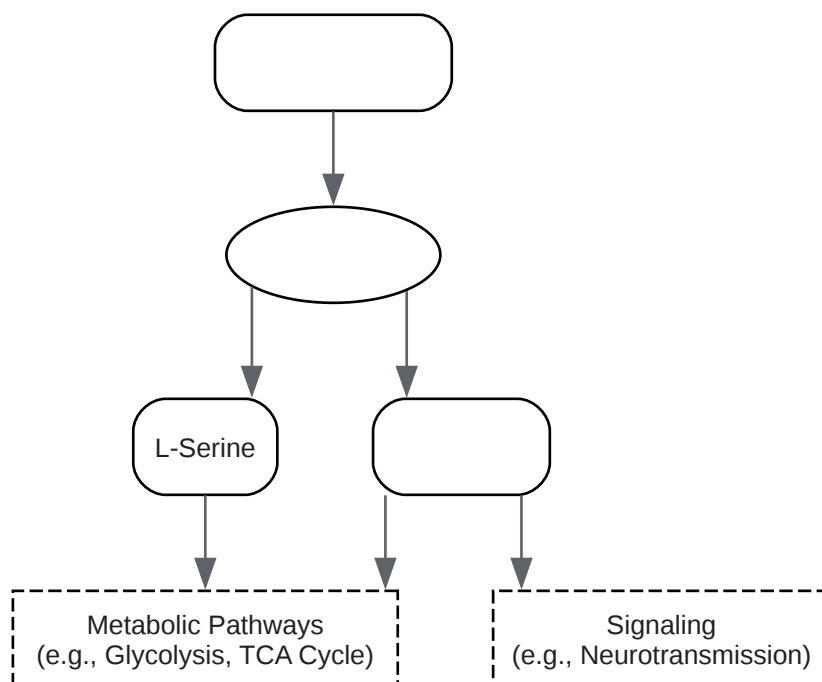 L-Serine
Metabolic Pathways
(e.g., Glycolysis, TCA Cycle)
Signaling
(e.g., Neurotransmission)